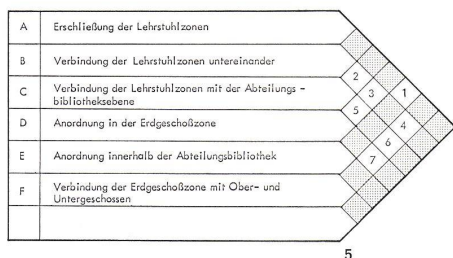 A Erschließung der Lehrstuhlzonen
B Verbindung der Lehrstuhlzonen untereinander
C Verbindung der Lehrstuhlzonen mit der Abteilungs -
bibliotheksebene
D Anordnung in der Erdgeschoßzone
E Anordnung innerhalb der Abteilungsbibliothek
F Verbindung der Erdgeschoßzone mit Ober- und
Untergeschossen
2
3
1
5
4
6
7
5